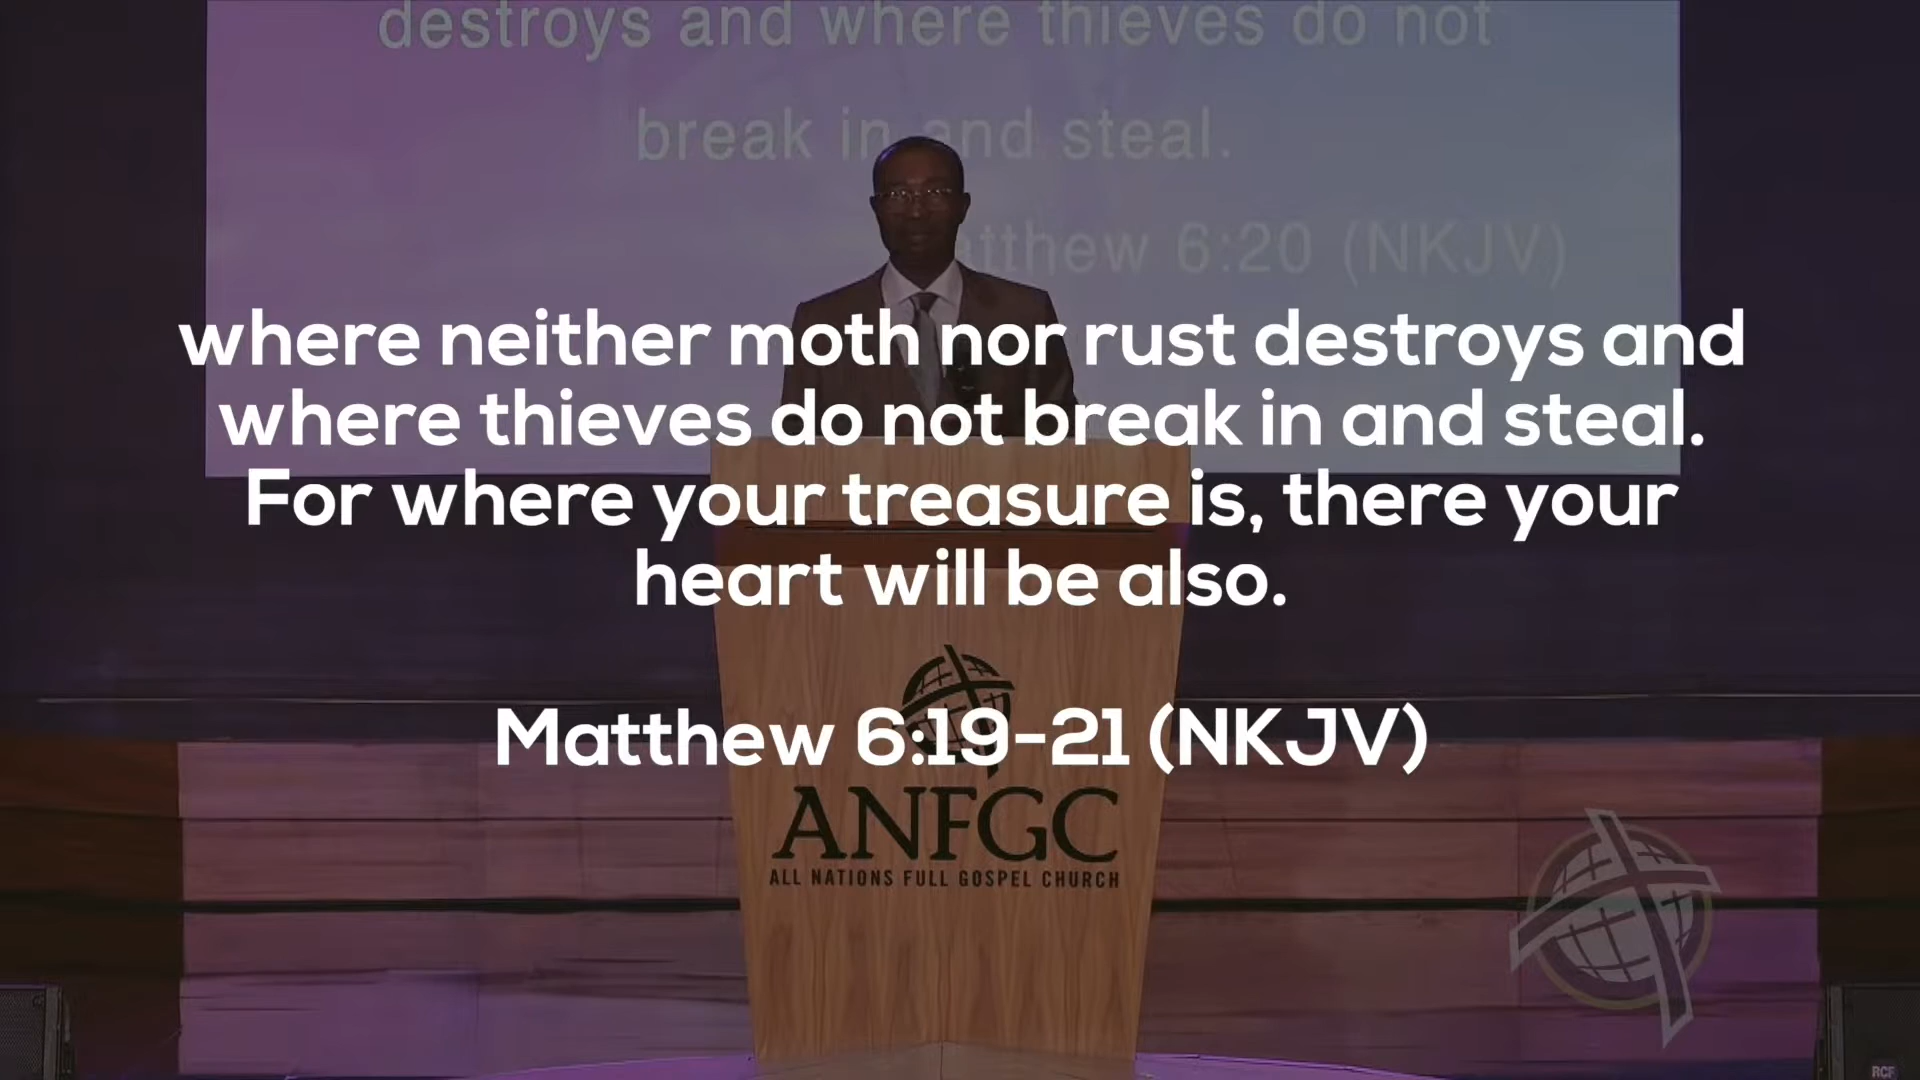 destroys and where thieves do not
break in and steal.
Matthew 6:20 (NKJV)
where neither moth nor rust destroys and
where thieves do not break in and steal.
For where your treasure is, there your
heart will be also.
Matthew 6:19-21 (NKJV)
ANFGC
ALL NATIONS FULL GOSPEL CHURCH
RCF